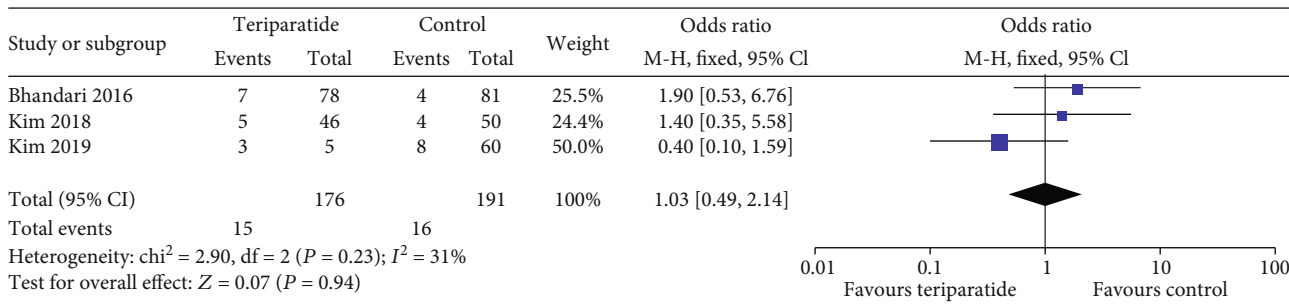 Study or subgroup Teriparatide Control Weight Odds ratio Odds ratio
Events Total Events Total M-H, fixed, 95% Cl M-H, fixed, 95% Cl
Bhandari 2016 7 78 4 81 25.5% 1.90 [0.53, 6.76]
Kim 2018 5 46 4 50 24.4% 1.40 [0.35, 5.58]
Kim 2019 3 5 8 60 50.0% 0.40 [0.10, 1.59]
Total (95% CI) 176 191 100% 1.03 [0.49, 2.14]
Total events 15 16
Heterogeneity: chi² = 2.90, df = 2 (P = 0.23); I² = 31%
Test for overall effect: Z = 0.07 (P = 0.94)
0.01 0.1 1 10 100
Favours teriparatide Favours control